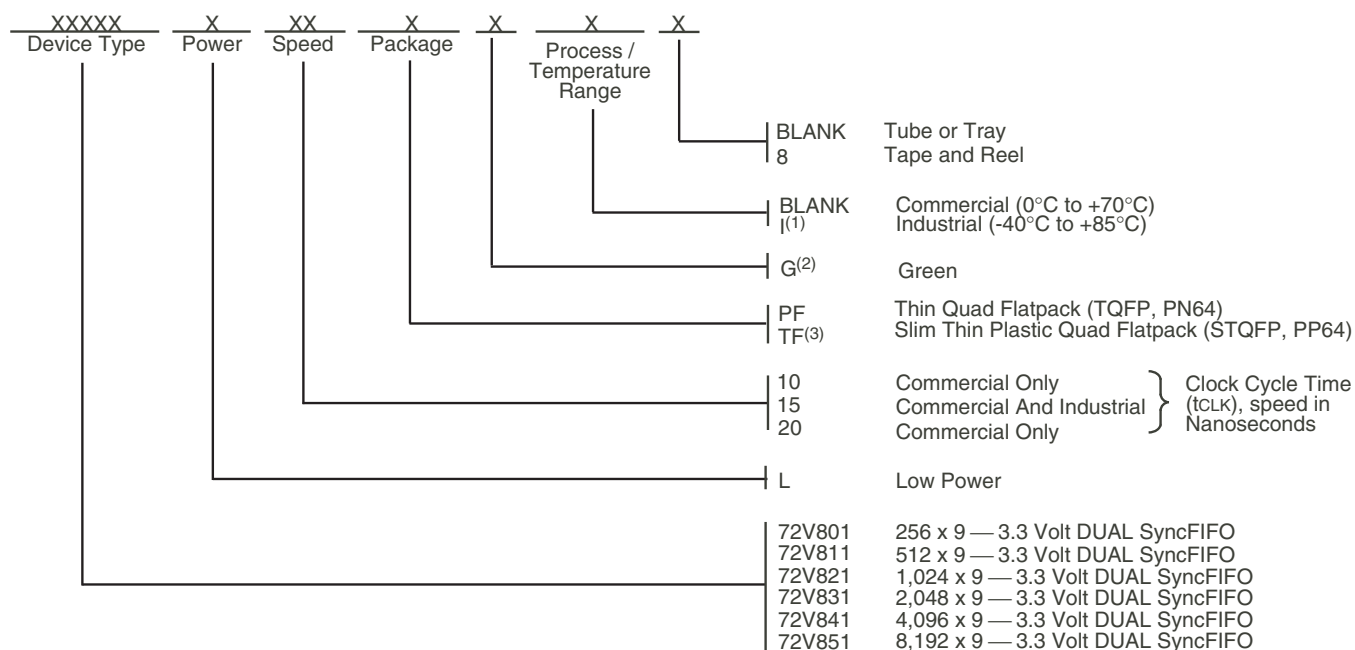 XXXXX X XX X X X X
Device Type Power Speed Package Process / Temperature Range
BLANK Tube or Tray
8 Tape and Reel
BLANK Commercial (0°C to +70°C)
I(1) Industrial (-40°C to +85°C)
G(2) Green
PF Thin Quad Flatpack (TQFP, PN64)
TF(3) Slim Thin Plastic Quad Flatpack (STQFP, PP64)
10 Commercial Only
15 Commercial And Industrial
20 Commercial Only
Clock Cycle Time
(tCLK), speed in
Nanoseconds
L Low Power
72V801 256 x 9 — 3.3 Volt DUAL SyncFIFO
72V811 512 x 9 — 3.3 Volt DUAL SyncFIFO
72V821 1,024 x 9 — 3.3 Volt DUAL SyncFIFO
72V831 2,048 x 9 — 3.3 Volt DUAL SyncFIFO
72V841 4,096 x 9 — 3.3 Volt DUAL SyncFIFO
72V851 8,192 x 9 — 3.3 Volt DUAL SyncFIFO